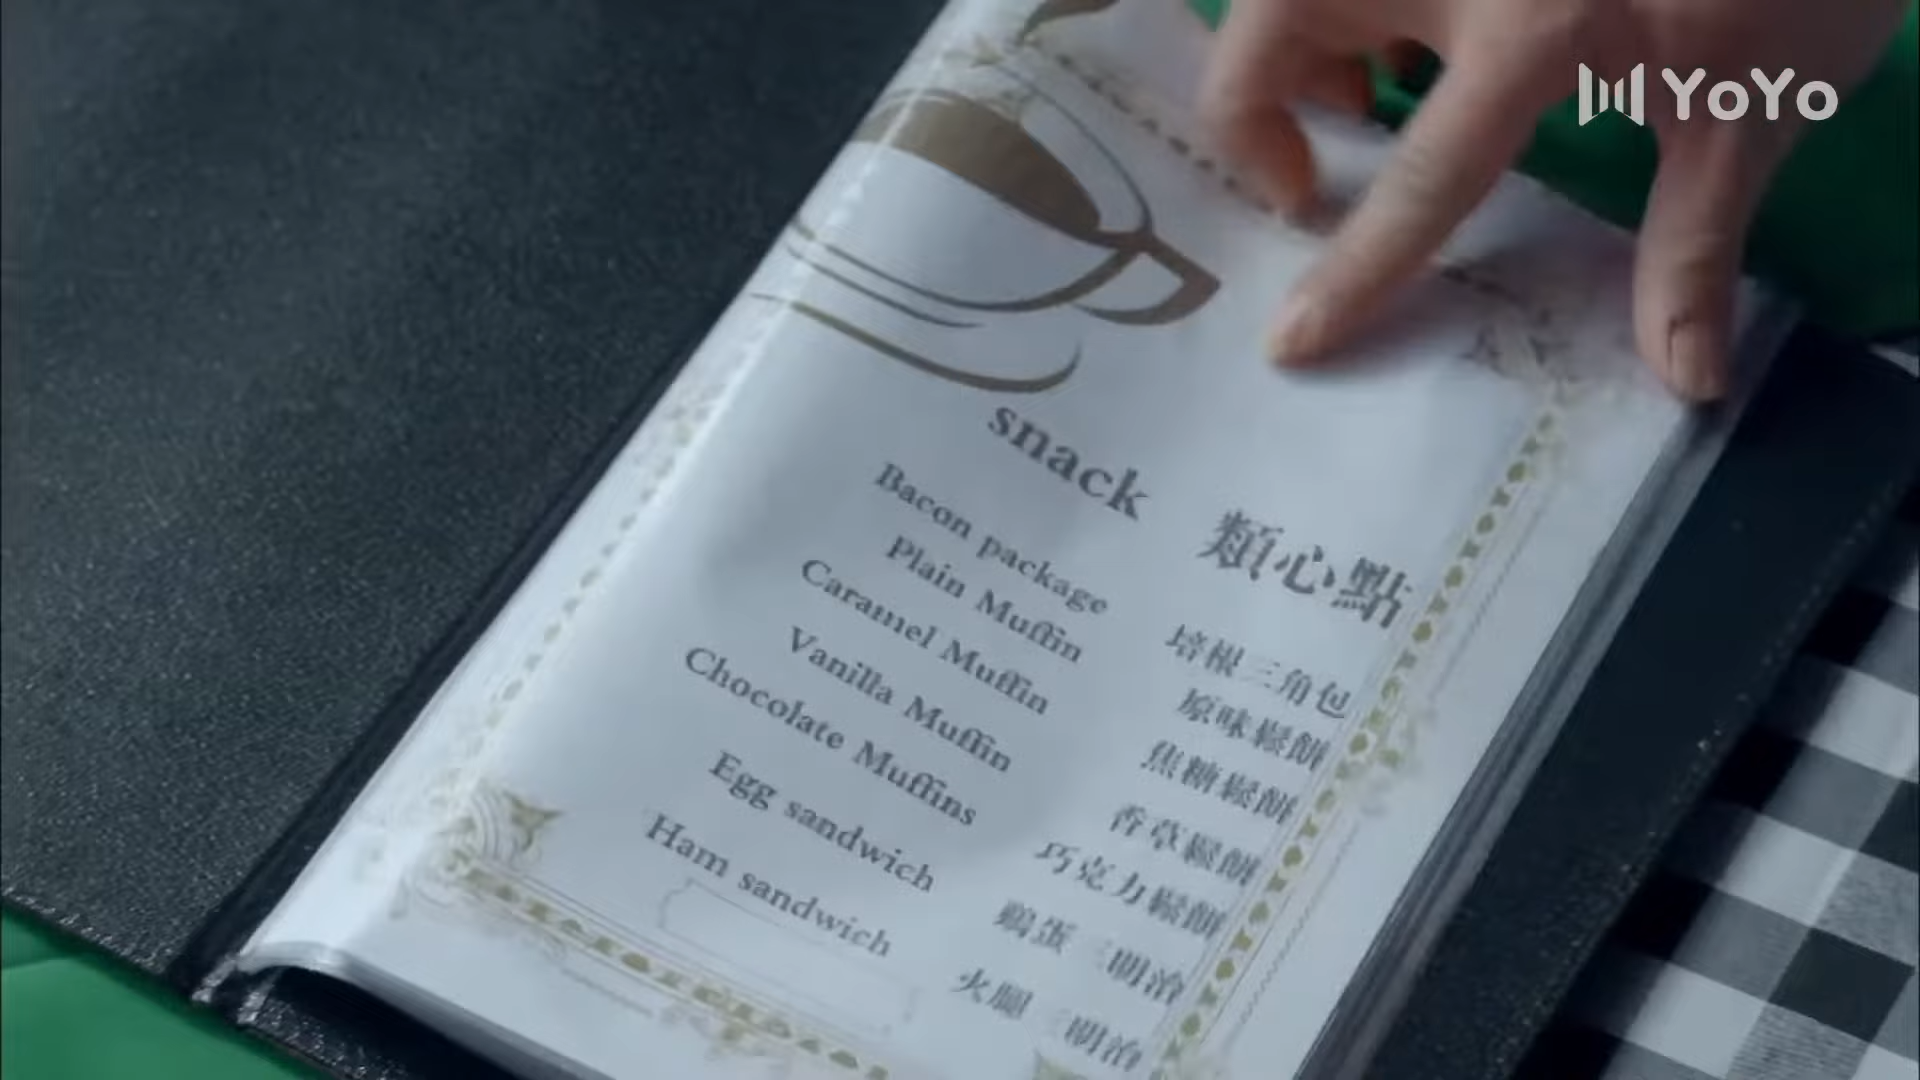 YoYo
snack 類心點
Bacon package 培根三角包
Plain Muffin 原味鬆餅
Caramel Muffin 焦糖鬆餅
Vanilla Muffin 香草鬆餅
Chocolate Muffins 巧克力鬆餅
Egg sandwich 鷄蛋三明治
Ham sandwich 火腿三明治